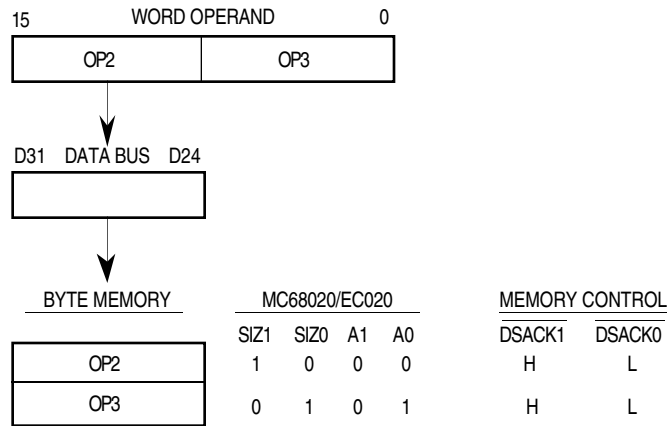 15 WORD OPERAND 0
OP2 OP3
D31 DATA BUS D24
BYTE MEMORY MC68020/EC020 MEMORY CONTROL
SIZ1 SIZ0 A1 A0 DSACK1 DSACK0
OP2 1 0 0 0 H L
OP3 0 1 0 1 H L